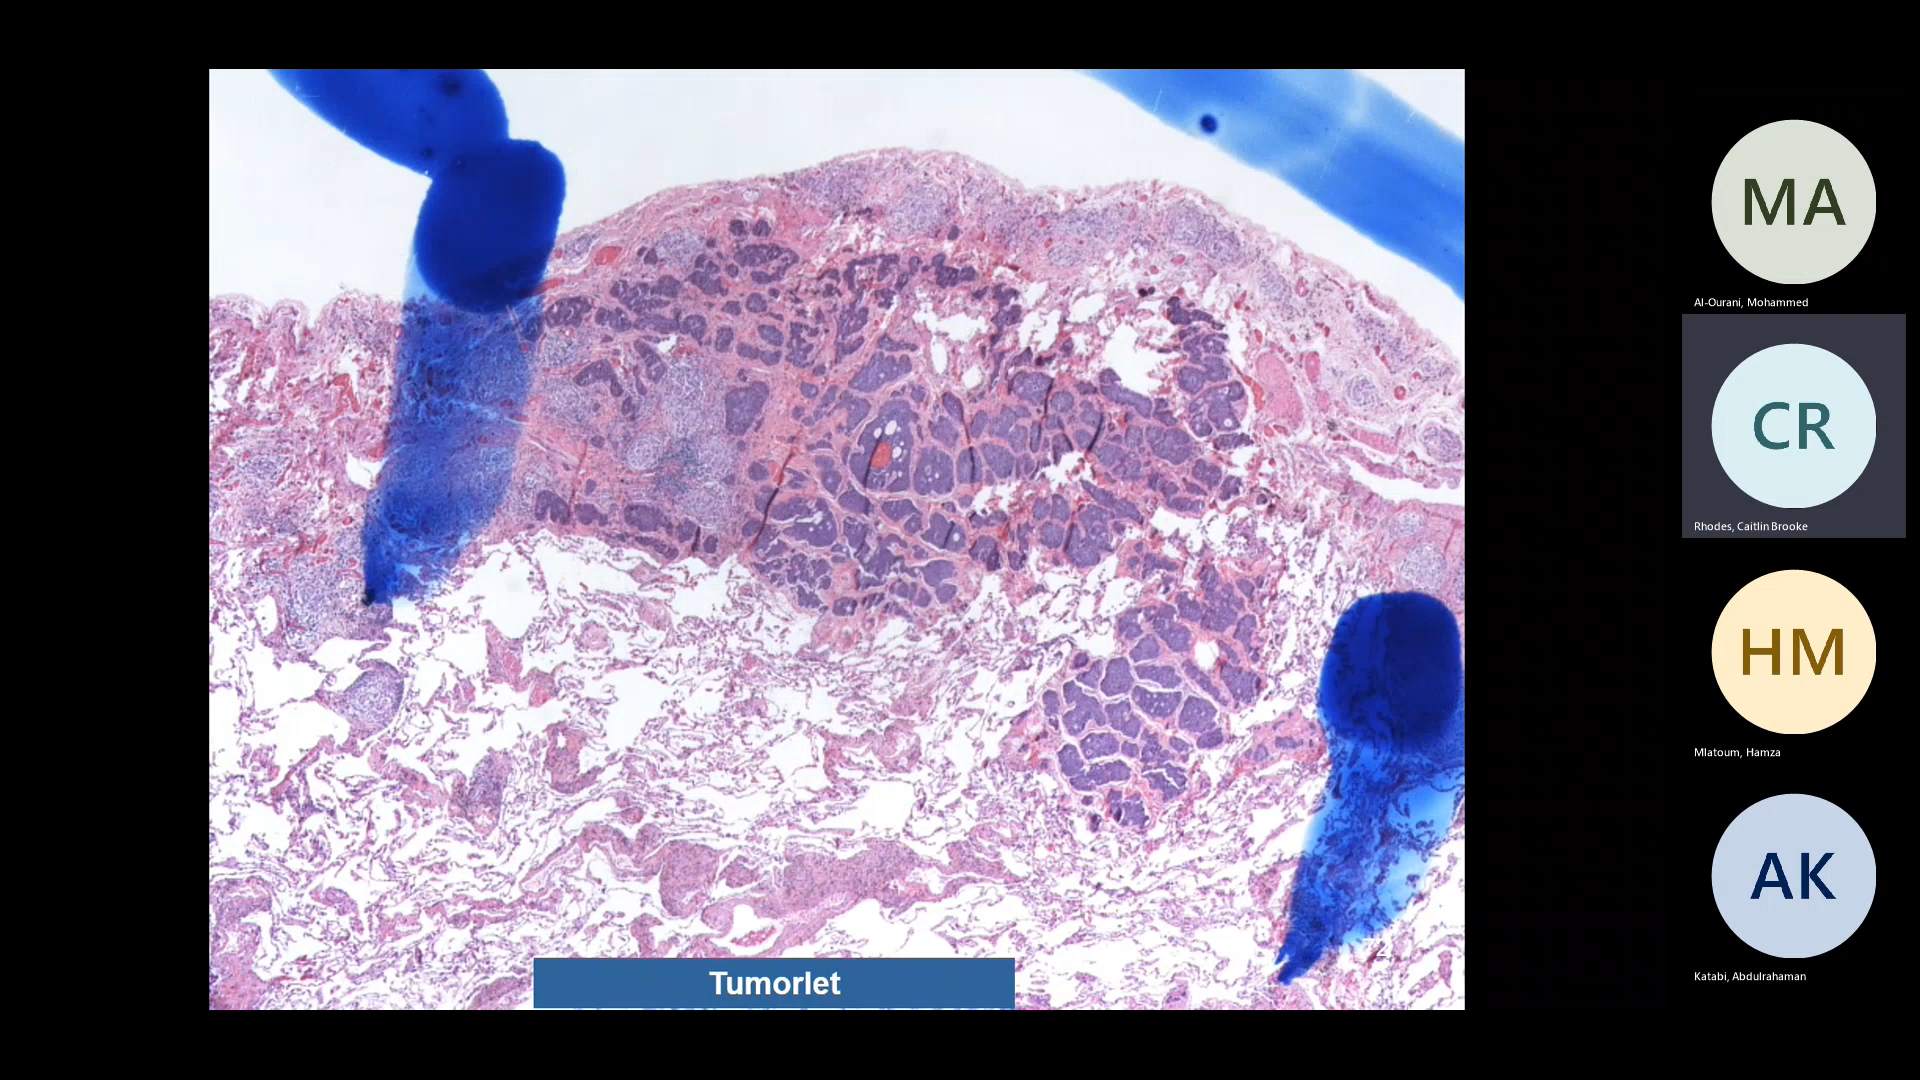 Tumorlet
MA
Al-Ourani, Mohammed
CR
Rhodes, Caitlin Brooke
HM
Mlatoum, Hamza
AK
Katabi, Abdulrahaman